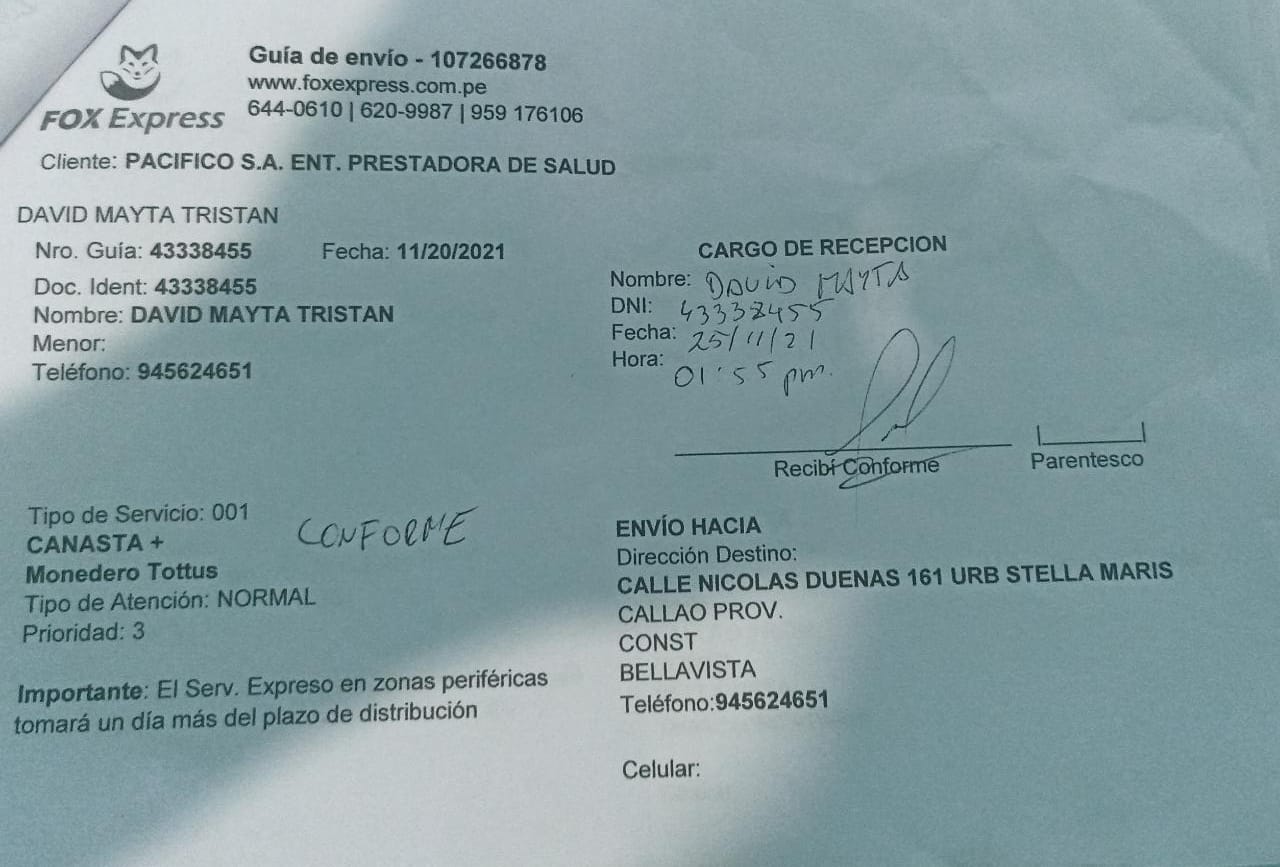 FOX Express
Guía de envío - 107266878
www.foxexpress.com.pe
644-0610 | 620-9987 | 959 176106
Cliente: PACIFICO S.A. ENT. PRESTADORA DE SALUD
DAVID MAYTA TRISTAN
Nro. Guía: 43338455 Fecha: 11/20/2021
Doc. Ident: 43338455
Nombre: DAVID MAYTA TRISTAN
Menor:
Teléfono: 945624651
CARGO DE RECEPCION
Nombre: DAVID MAYTA
DNI: 43338455
Fecha: 25/11/21
Hora: 01'55 pm.
Recibí Conforme
Parentesco
Tipo de Servicio: 001
CANASTA +
Monedero Tottus
Tipo de Atención: NORMAL
Prioridad: 3
CONFORME
Importante: El Serv. Expreso en zonas periféricas
tomará un día más del plazo de distribución
ENVÍO HACIA
Dirección Destino:
CALLE NICOLAS DUENAS 161 URB STELLA MARIS
CALLAO PROV.
CONST
BELLAVISTA
Teléfono:945624651
Celular: